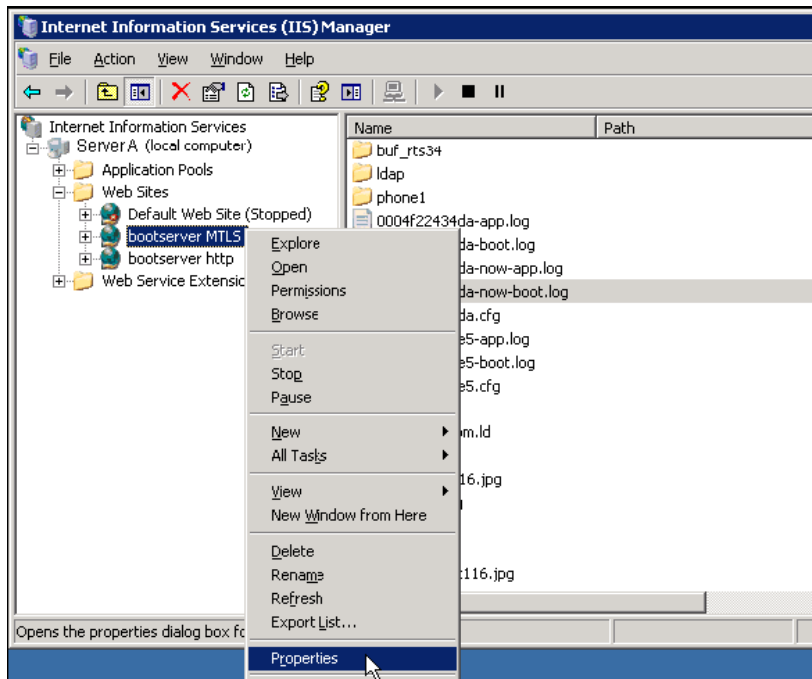 Internet Information Services (IIS) Manager
File Action View Window Help
Internet Information Services
Server A (local computer)
Application Pools
Web Sites
Default Web Site (Stopped)
bootserver MTLS
bootserver http
Web Service Extensic
Name Path
buf_rts34
ldap
phone1
0004f22434da-app.log
da-boot.log
da-now-app.log
da-now-boot.log
da.cfg
e5-app.log
e5-boot.log
e5.cfg
m.ld
16.jpg
t116.jpg
Explore
Open
Permissions
Browse
Start
Stop
Pause
New
All Tasks
View
New Window from Here
Delete
Rename
Refresh
Export List...
Properties
Opens the properties dialog box fo